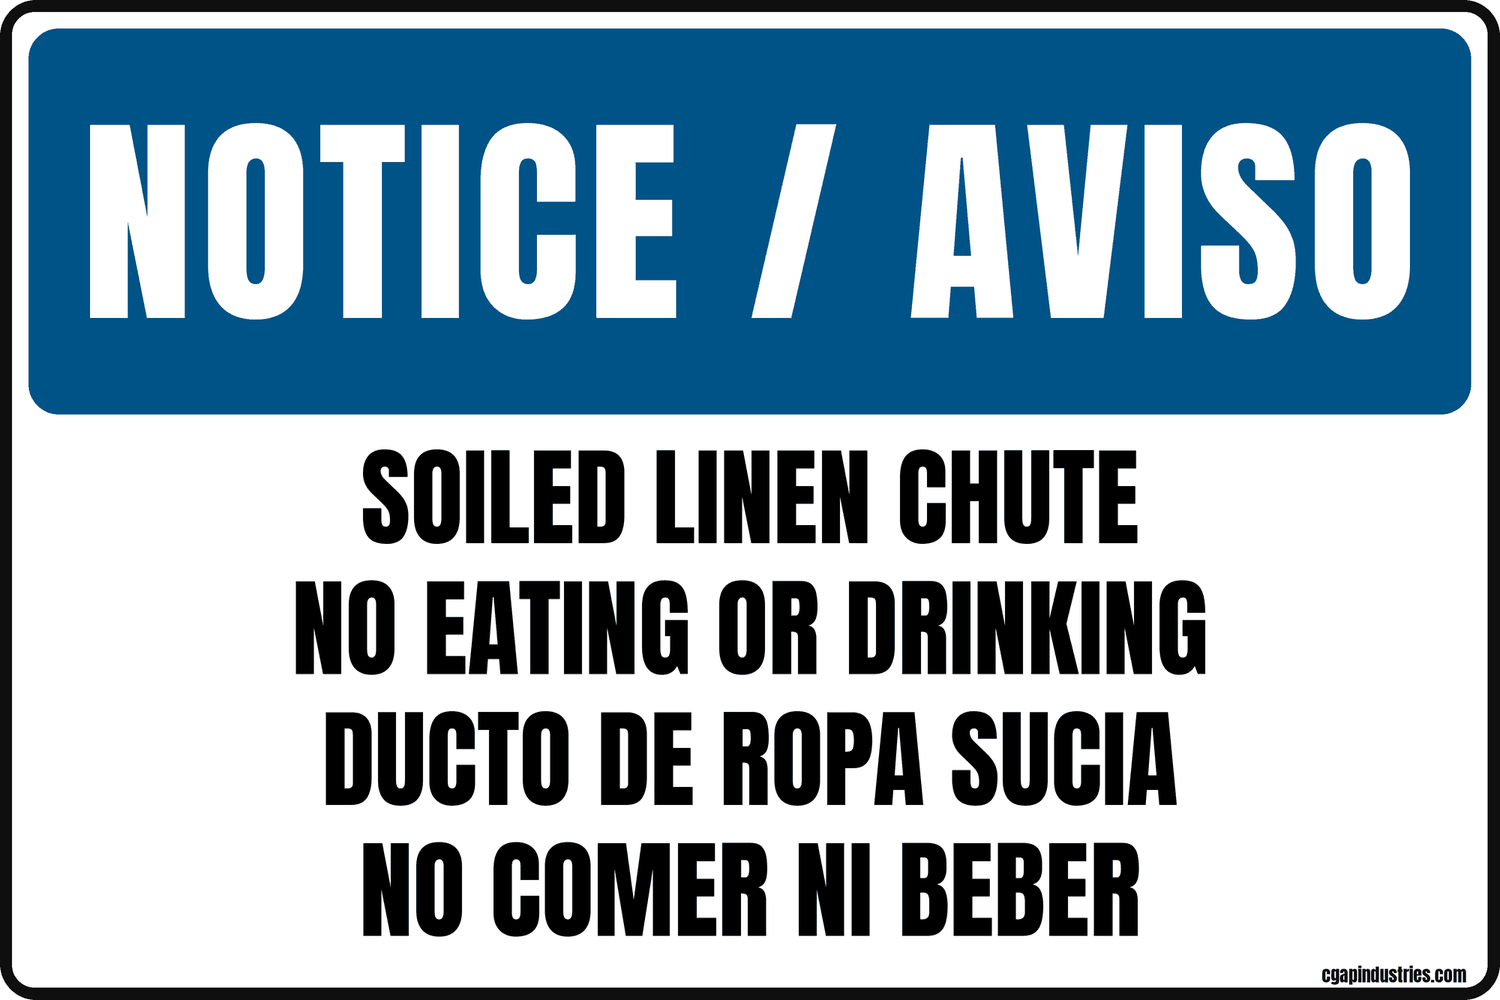 NOTICE / AVISO
SOILED LINEN CHUTE
NO EATING OR DRINKING
DUCTO DE ROPA SUCIA
NO COMER NI BEBER
cgapindustries.com